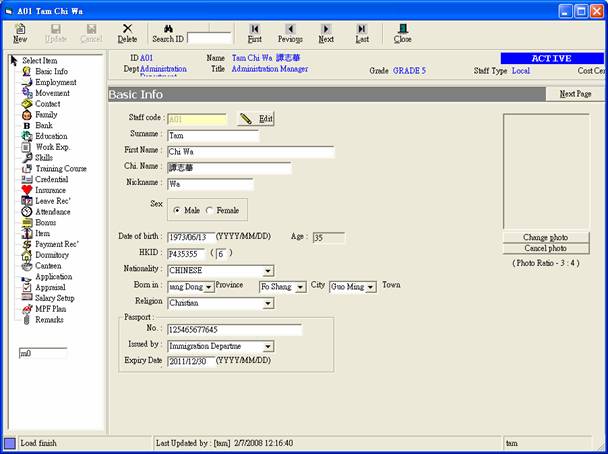 A01 Tam Chi Wa
New Update Cancel Delete Search ID First Previous Next Last Close
Select Item
Basic Info
Employment
Movement
Contact
Family
B Bank
Education
Work Exp.
Skills
Training Course
Credential
Insurance
Leave Rec'
Attendance
Bonus
Item
Payment Rec'
Dormitory
Canteen
Application
Appraisal
Salary Setup
MPF Plan
Remarks
m0
ID A01 Name Tam Chi Wa 譚志華 ACTIVE
Dept Administration Title Administration Manager Grade GRADE 5 Staff Type Local Cost Cen
Department
Basic Info Next Page
Staff code : A01 Edit
Surname : Tam
First Name : Chi Wa
Chi. Name : 譚志華
Nickname : Wa
Sex Male Female
Date of birth : 1973/06/13 (YYYY/MM/DD) Age : 35
HKID : P435355 ( 6 )
Nationality : CHINESE
Born in : ang Dong Province Fo Shang City Guo Ming Town
Religion Christian
Passport :
No. : 125465677645
Issued by : Immigration Departme
Expiry Date 2011/12/30 (YYYY/MM/DD)
Change photo
Cancel photo
( Photo Ratio - 3 : 4 )
Load finish Last Updated by : [tam] 2/7/2008 12:16:40 tam